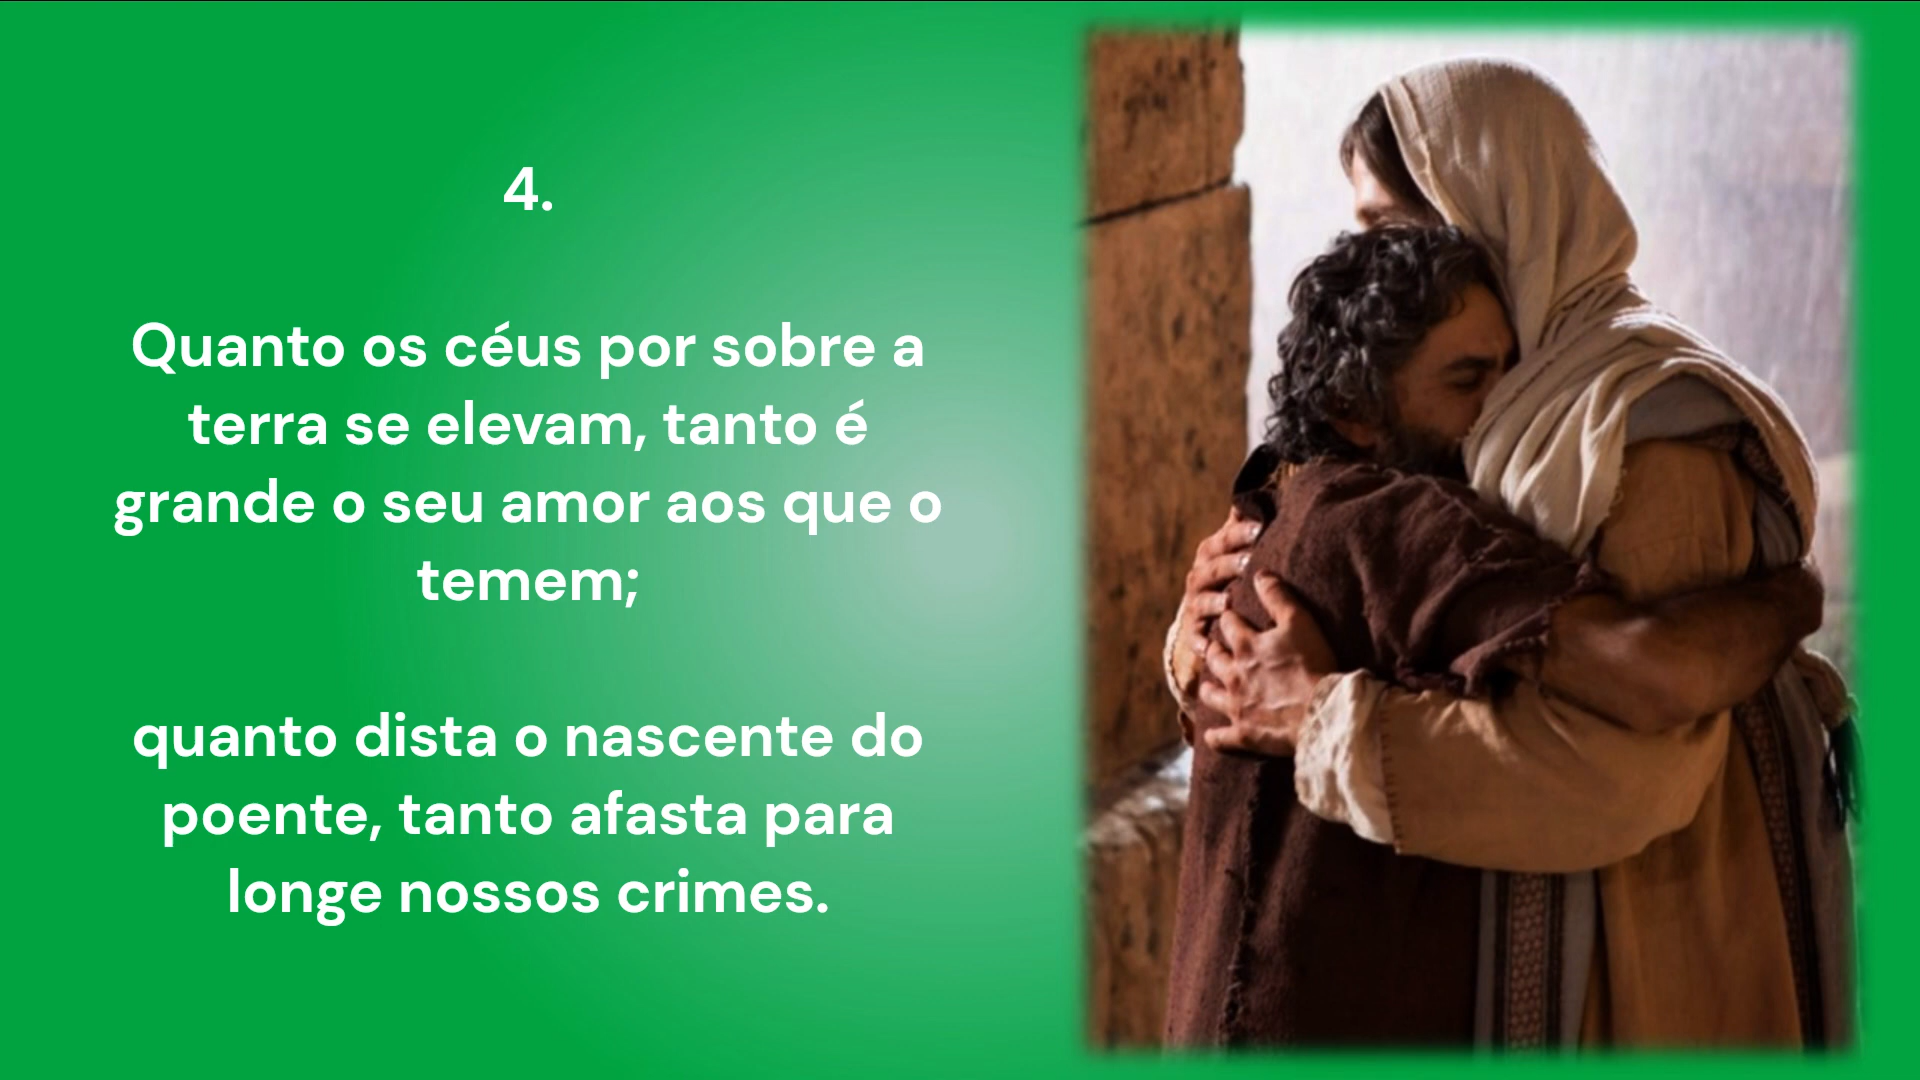 4.
Quanto os céus por sobre a
terra se elevam, tanto é
grande o seu amor aos que o
temem;
quanto dista o nascente do
poente, tanto afasta para
longe nossos crimes.